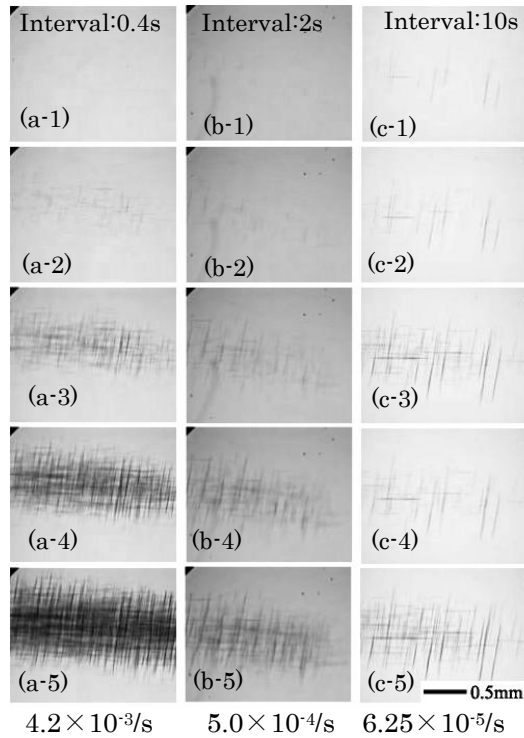 Interval:0.4s Interval:2s Interval:10s
(a-1) (b-1) (c-1)
(a-2) (b-2) (c-2)
(a-3) (b-3) (c-3)
(a-4) (b-4) (c-4)
(a-5) (b-5) (c-5) 0.5mm
4.2×10⁻³/s 5.0×10⁻⁴/s 6.25×10⁻⁵/s